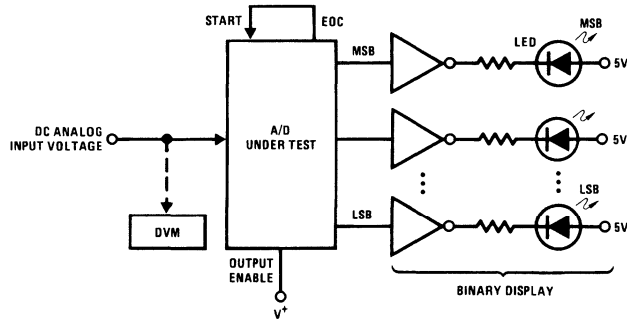 START
EOC
MSB
MSB
LED
5V
DC ANALOG
INPUT VOLTAGE
A/D
UNDER TEST
5V
DVM
LSB
LSB
5V
OUTPUT
ENABLE
V+
BINARY DISPLAY